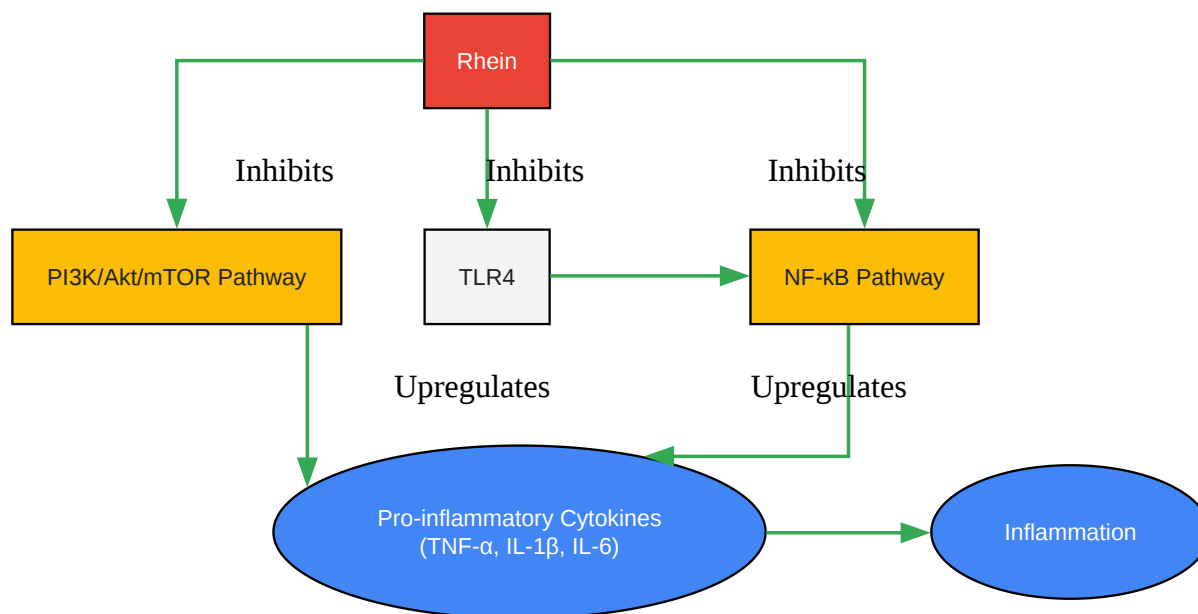 Rhein
Inhibits
Inhibits
Inhibits
PI3K/Akt/mTOR Pathway
TLR4
NF-κB Pathway
Upregulates
Upregulates
Pro-inflammatory Cytokines
(TNF-α, IL-1β, IL-6)
Inflammation